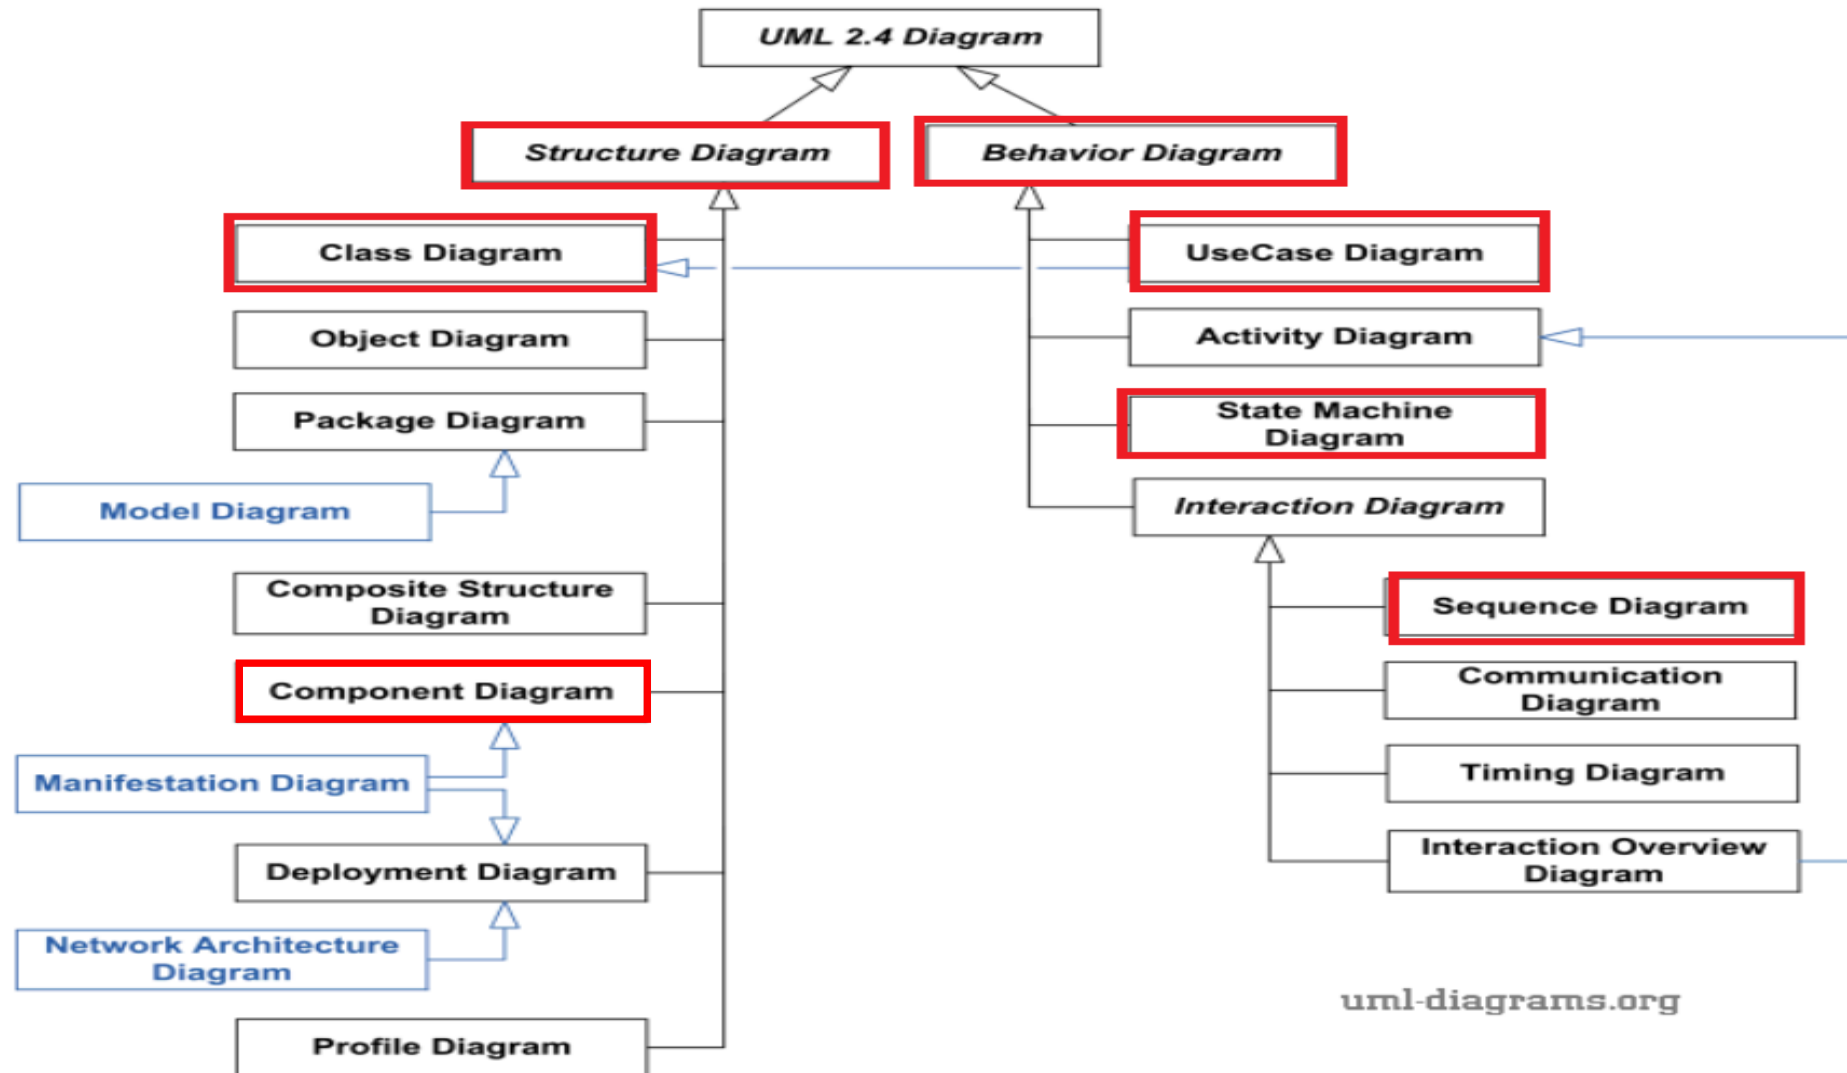 UML 2.4 Diagram
Structure Diagram
Behavior Diagram
Class Diagram
UseCase Diagram
Object Diagram
Activity Diagram
Package Diagram
State Machine
Diagram
Model Diagram
Interaction Diagram
Composite Structure
Diagram
Sequence Diagram
Component Diagram
Communication
Diagram
Manifestation Diagram
Timing Diagram
Deployment Diagram
Interaction Overview
Diagram
Network Architecture
Diagram
uml-diagrams.org
Profile Diagram